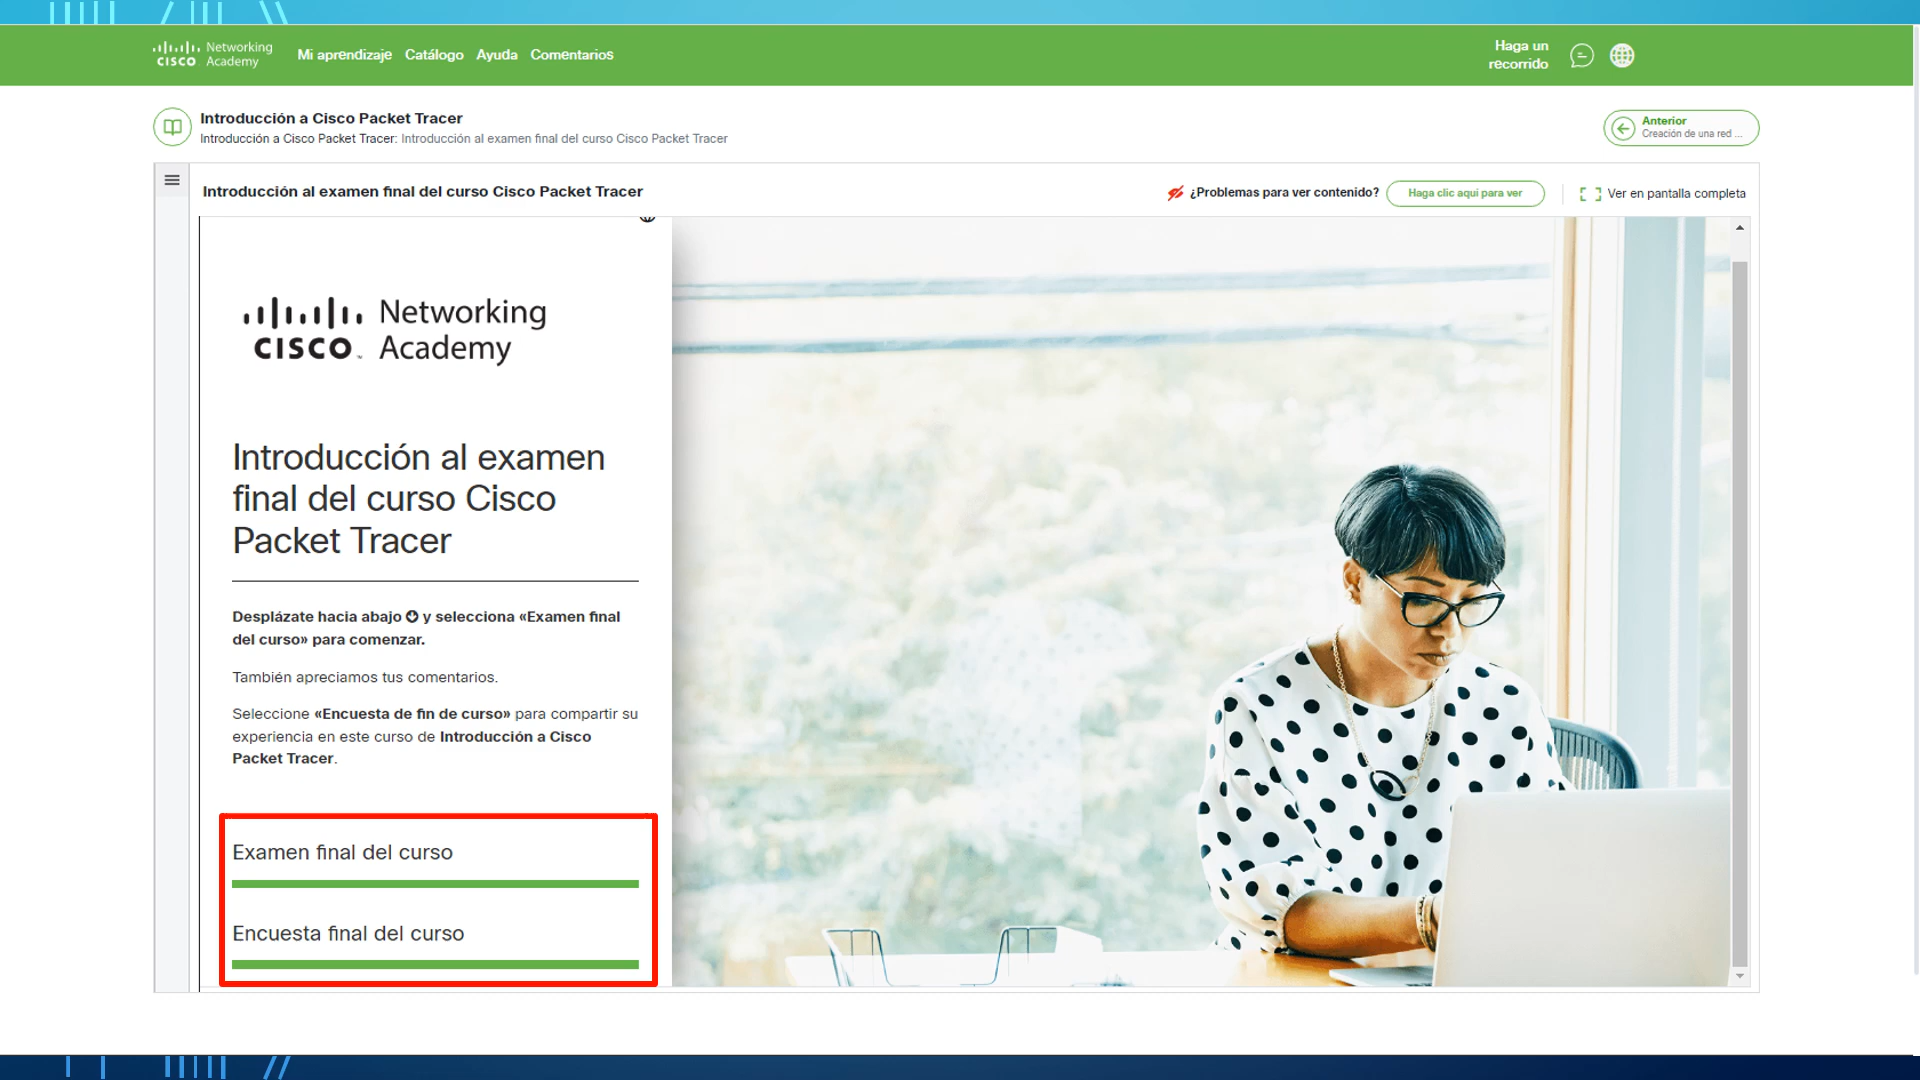 Networking
CISCO Academy
Mi aprendizaje Catálogo Ayuda Comentarios
Haga un
recorrido
Introducción a Cisco Packet Tracer
Introducción a Cisco Packet Tracer: Introducción al examen final del curso Cisco Packet Tracer
Anterior
Creación de una red ...
Introducción al examen final del curso Cisco Packet Tracer
¿Problemas para ver contenido?
Haga clic aquí para ver
Ver en pantalla completa
Networking
CISCO Academy
Introducción al examen
final del curso Cisco
Packet Tracer
Desplázate hacia abajo y selecciona «Examen final
del curso» para comenzar.
También apreciamos tus comentarios.
Seleccione «Encuesta de fin de curso» para compartir su
experiencia en este curso de Introducción a Cisco
Packet Tracer.
Examen final del curso
Encuesta final del curso